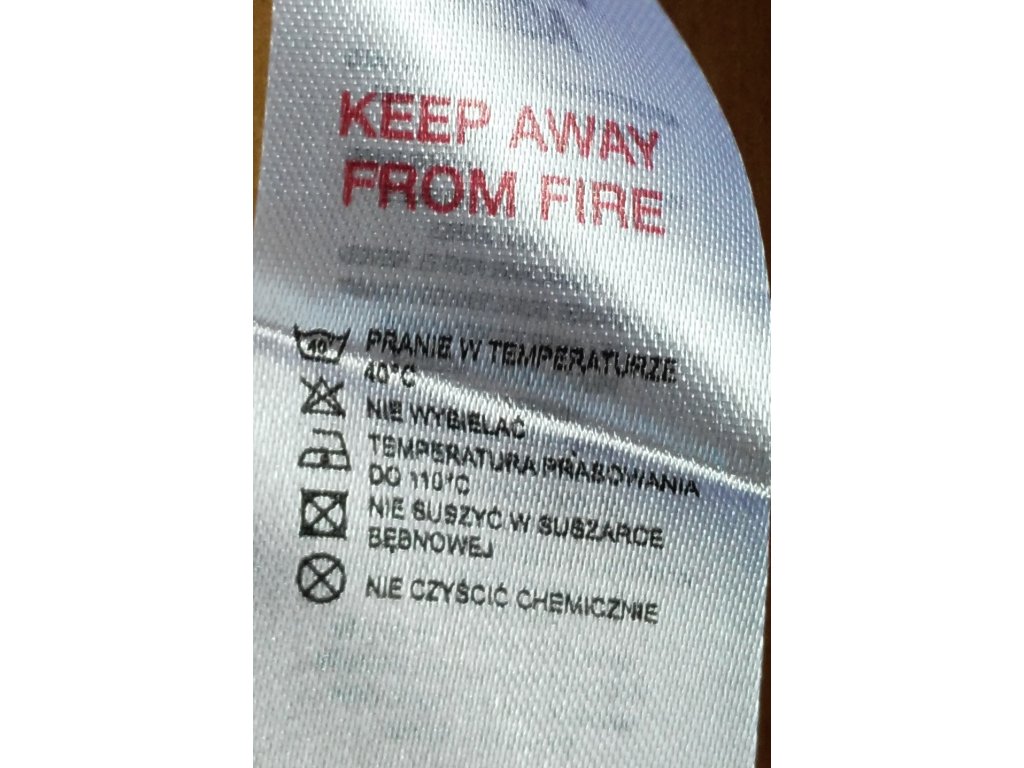 KEEP AWAY
FROM FIRE
40
PRANIE W TEMPERATURZE
40°C
NIE WYBIELAĆ
TEMPERATURA PRASOWANIA
DO 110°C
NIE SUSZYĆ W SUSZARCE
BĘBNOWEJ
NIE CZYŚCIĆ CHEMICZNIE